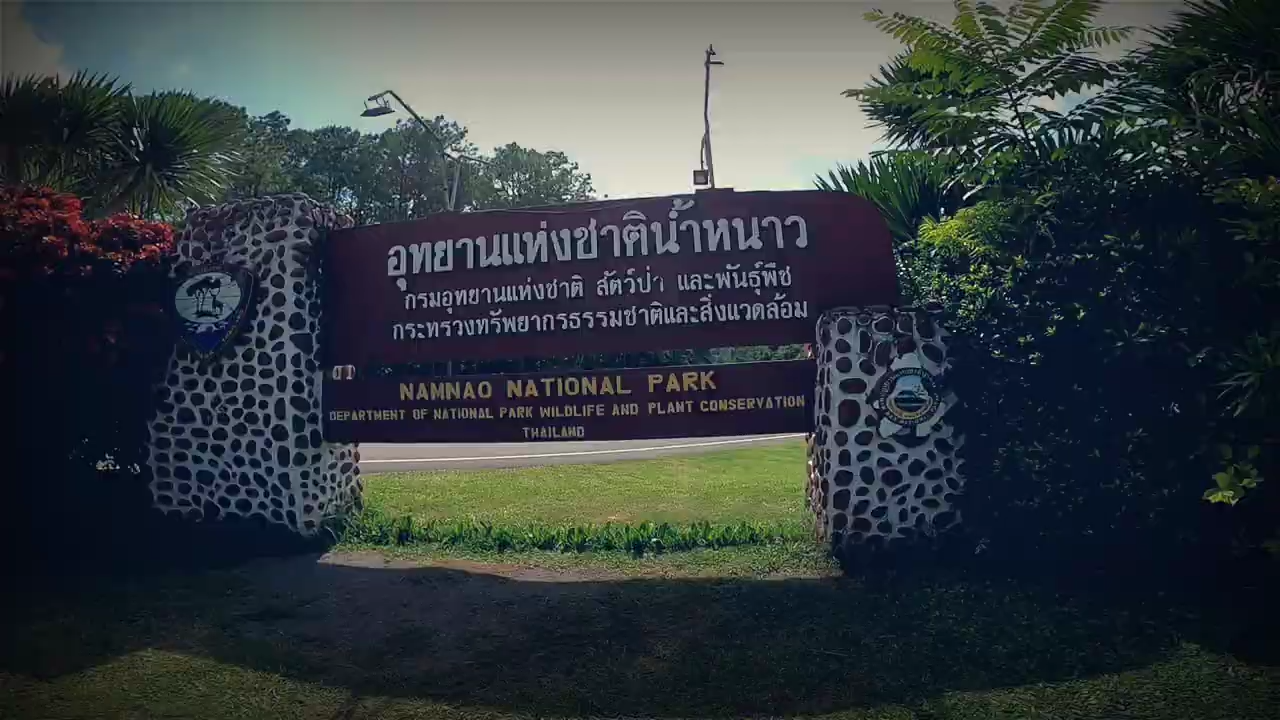 อุทยานแห่งชาติน้ำหนาว
กรมอุทยานแห่งชาติ สัตว์ป่า และพันธุ์พืช
กระทรวงทรัพยากรธรรมชาติและสิ่งแวดล้อม
NAMNAO NATIONAL PARK
DEPARTMENT OF NATIONAL PARK WILDLIFE AND PLANT CONSERVATION
THAILAND